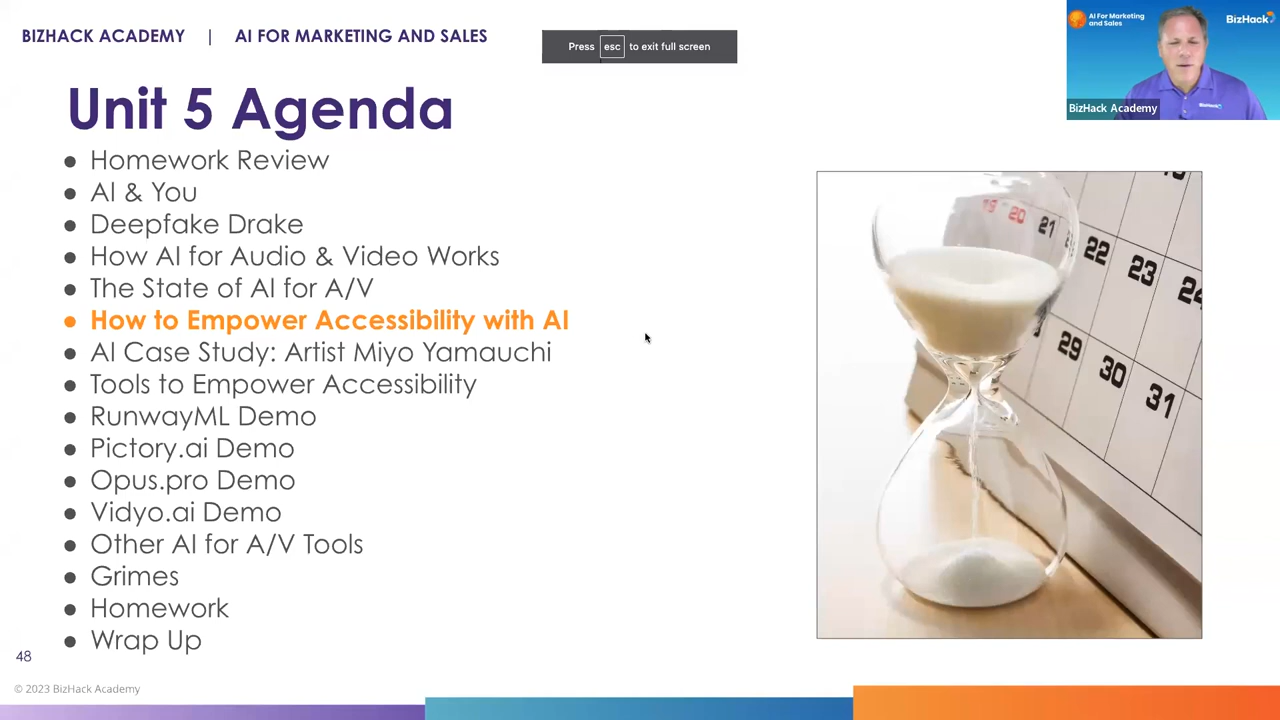 BIZHACK ACADEMY | AI FOR MARKETING AND SALES
Press esc to exit full screen
AI For Marketing
and Sales
BizHack
BizHack Academy
Unit 5 Agenda
● Homework Review
● AI & You
● Deepfake Drake
● How AI for Audio & Video Works
● The State of AI for A/V
● How to Empower Accessibility with AI
● AI Case Study: Artist Miyo Yamauchi
● Tools to Empower Accessibility
● RunwayML Demo
● Pictory.ai Demo
● Opus.pro Demo
● Vidyo.ai Demo
● Other AI for A/V Tools
● Grimes
● Homework
● Wrap Up
19 20 21
22 23 24
29 30 31
48
© 2023 BizHack Academy